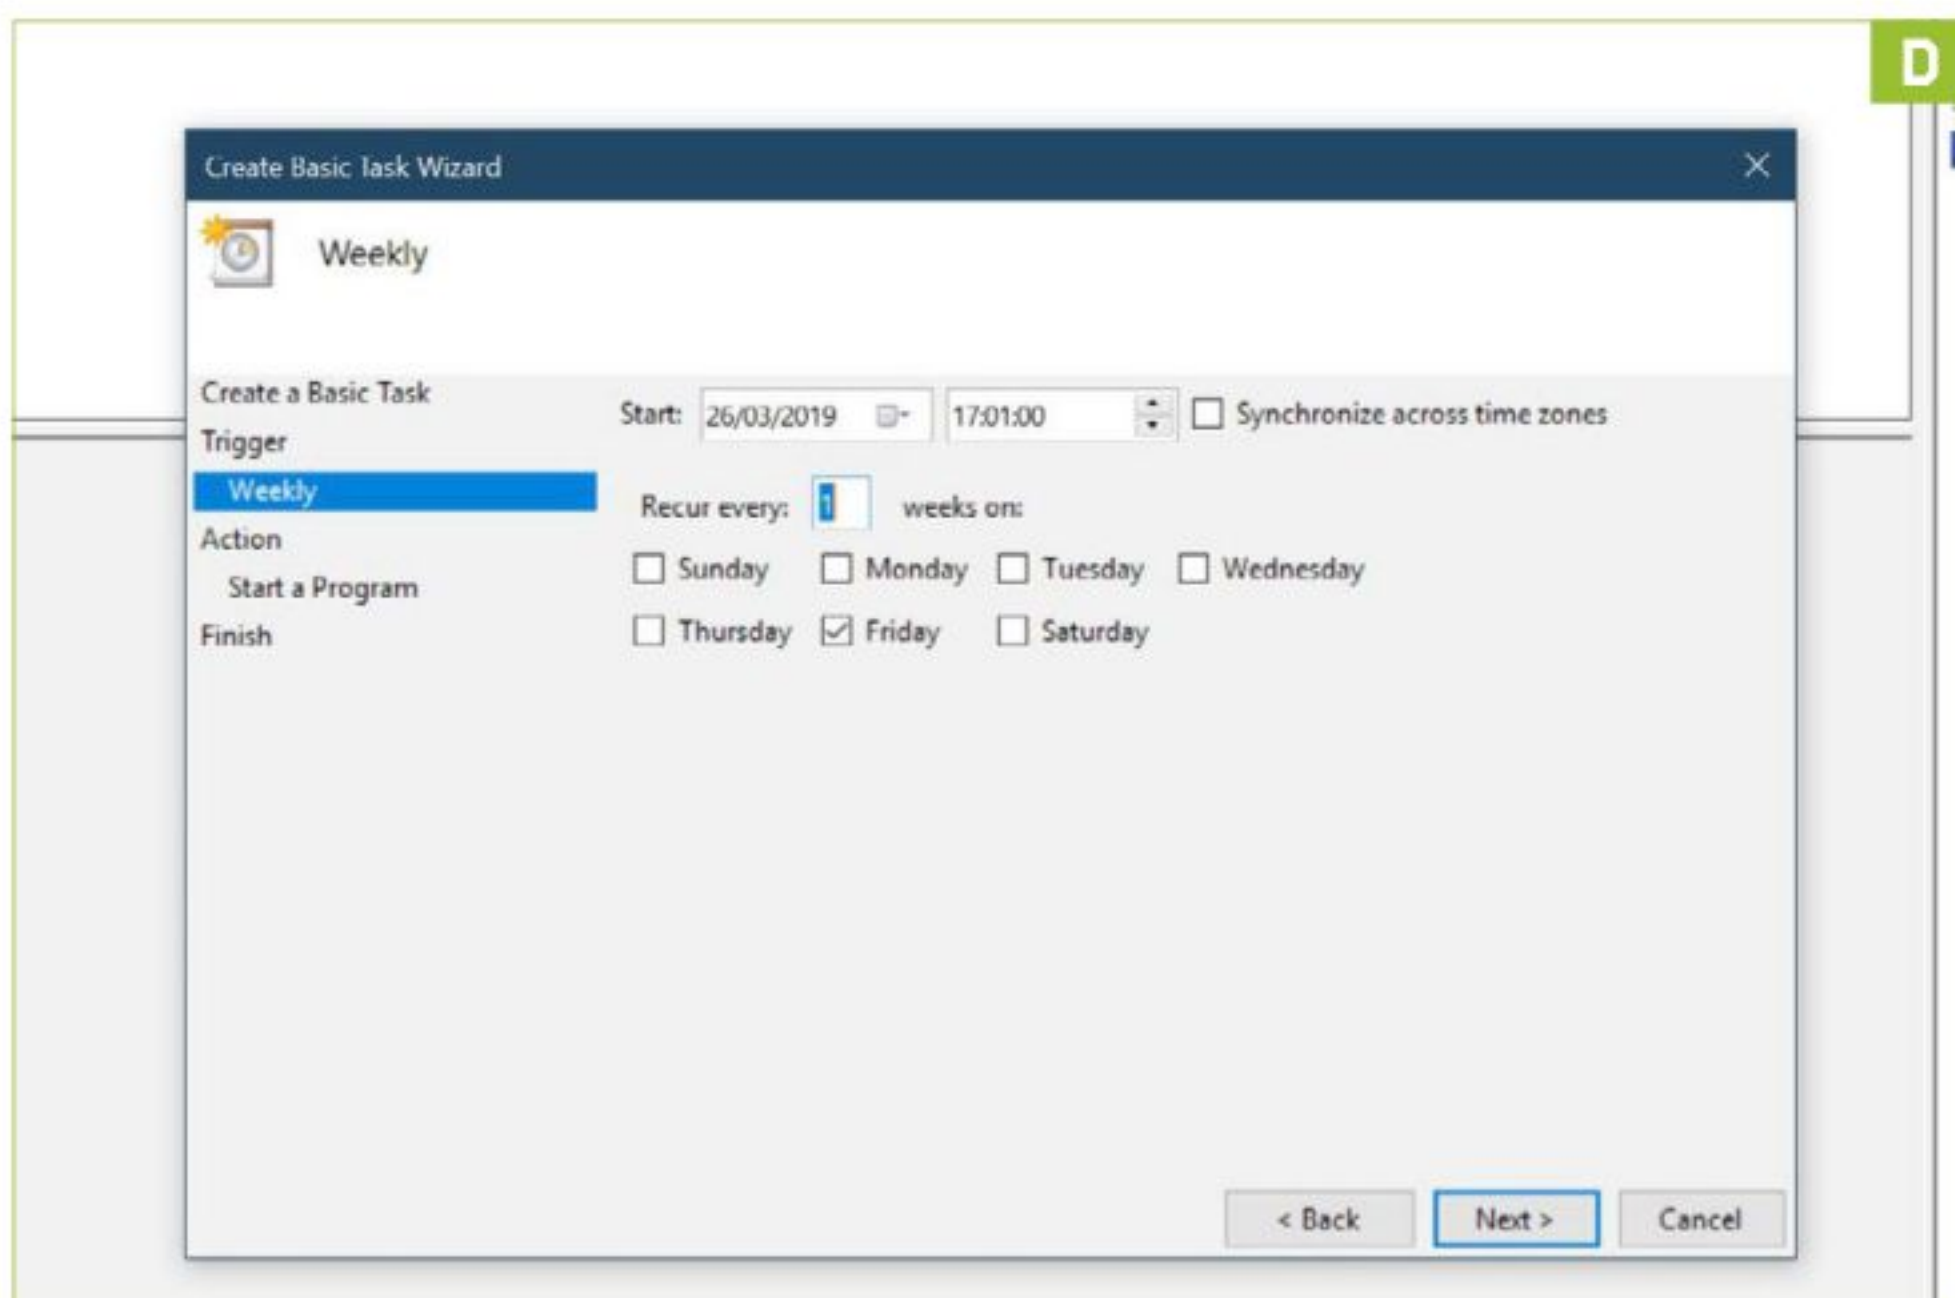 D
Create Basic Task Wizard
Weekly
Create a Basic Task
Trigger
Weekly
Action
Start a Program
Finish
Start: 26/03/2019 17:01:00 Synchronize across time zones
Recur every: 1 weeks on:
Sunday Monday Tuesday Wednesday
Thursday Friday Saturday
< Back Next > Cancel